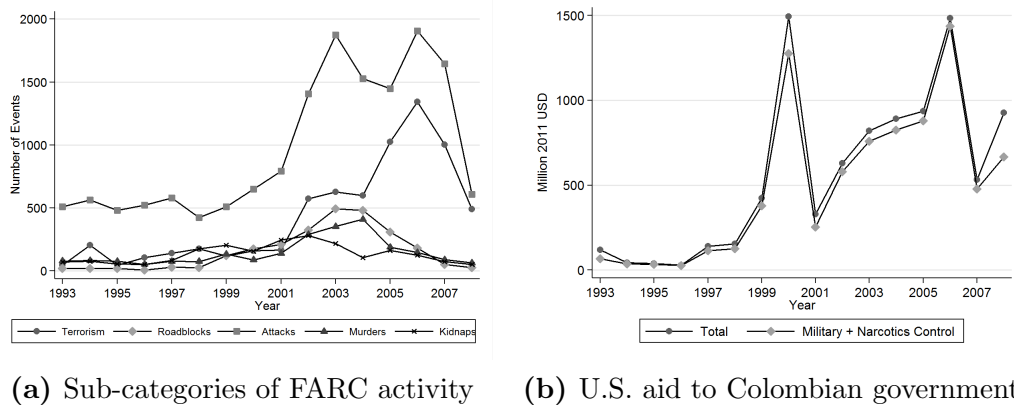 2000
1500
1000
500
0
Number of Events
1993 1995 1997 1999 2001 2003 2005 2007
Year
Terrorism Roadblocks Attacks Murders Kidnaps
(a) Sub-categories of FARC activity
1500
1000
500
0
Million 2011 USD
1993 1995 1997 1999 2001 2003 2005 2007
Year
Total Military + Narcotics Control
(b) U.S. aid to Colombian government